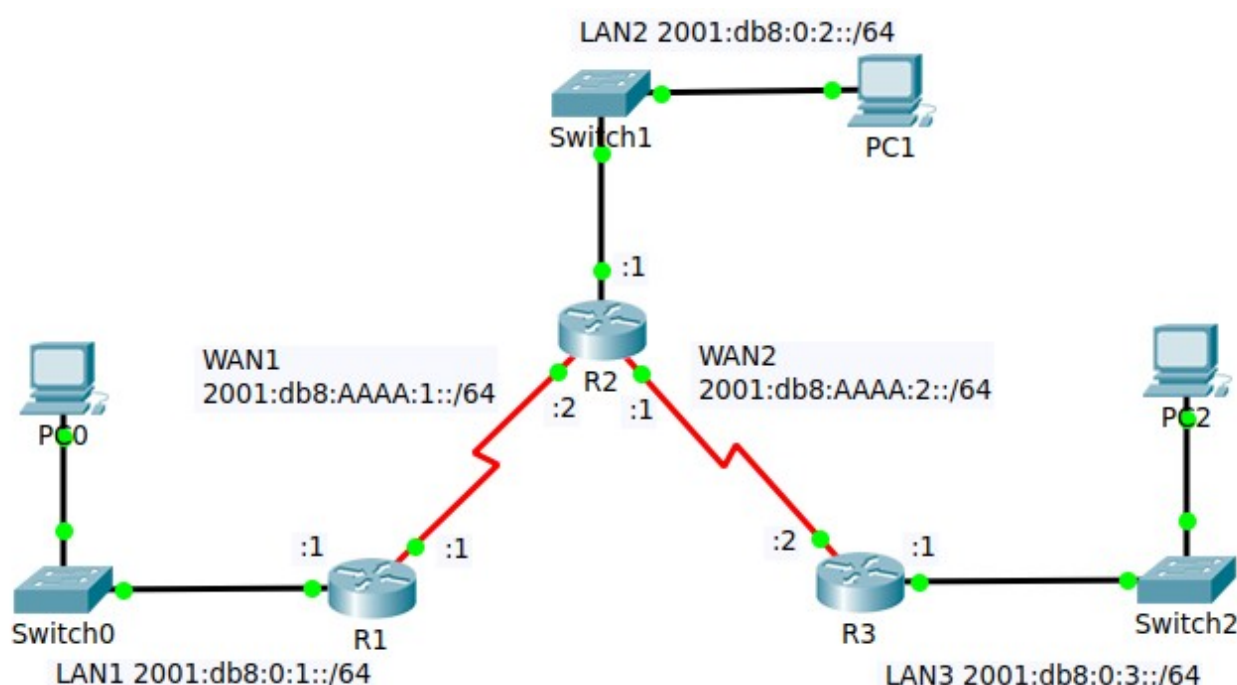 LAN2 2001:db8:0:2::/64
Switch1
PC1
:1
WAN1
2001:db8:AAAA:1::/64
R2
WAN2
2001:db8:AAAA:2::/64
:2
:1
PC0
PC2
:1
:1
:2
:1
Switch0
R1
R3
Switch2
LAN1 2001:db8:0:1::/64
LAN3 2001:db8:0:3::/64